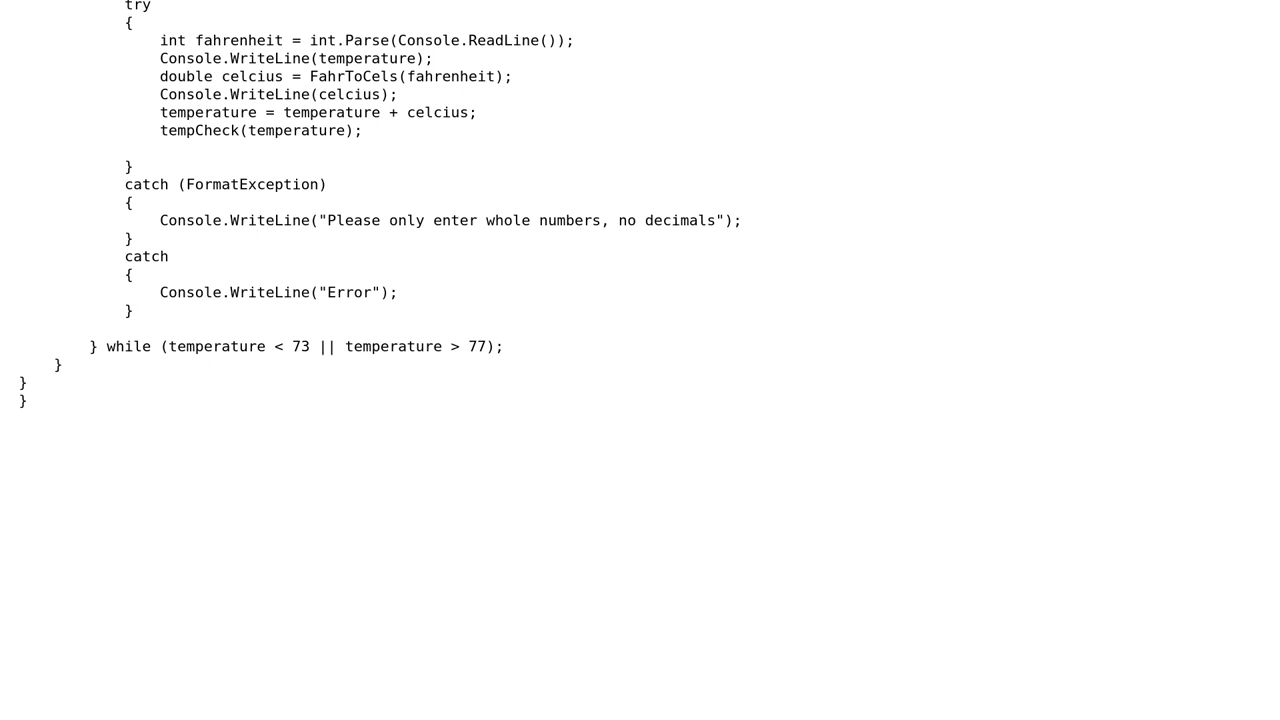 try
{
int fahrenheit = int.Parse(Console.ReadLine());
Console.WriteLine(temperature);
double celcius = FahrToCels(fahrenheit);
Console.WriteLine(celcius);
temperature = temperature + celcius;
tempCheck(temperature);
}
catch (FormatException)
{
Console.WriteLine("Please only enter whole numbers, no decimals");
}
catch
{
Console.WriteLine("Error");
}
} while (temperature < 73 || temperature > 77);
}
}
}